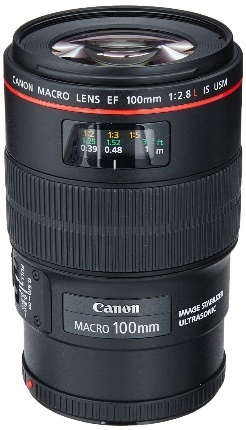 CANON MACRO LENS EF 100mm 1:2.8 L IS USM
1:2 1:3 1:5
1.52 ft
0.39 0.48 1 m
Canon
MACRO 100mm
IMAGE STABILIZER
ULTRASONIC